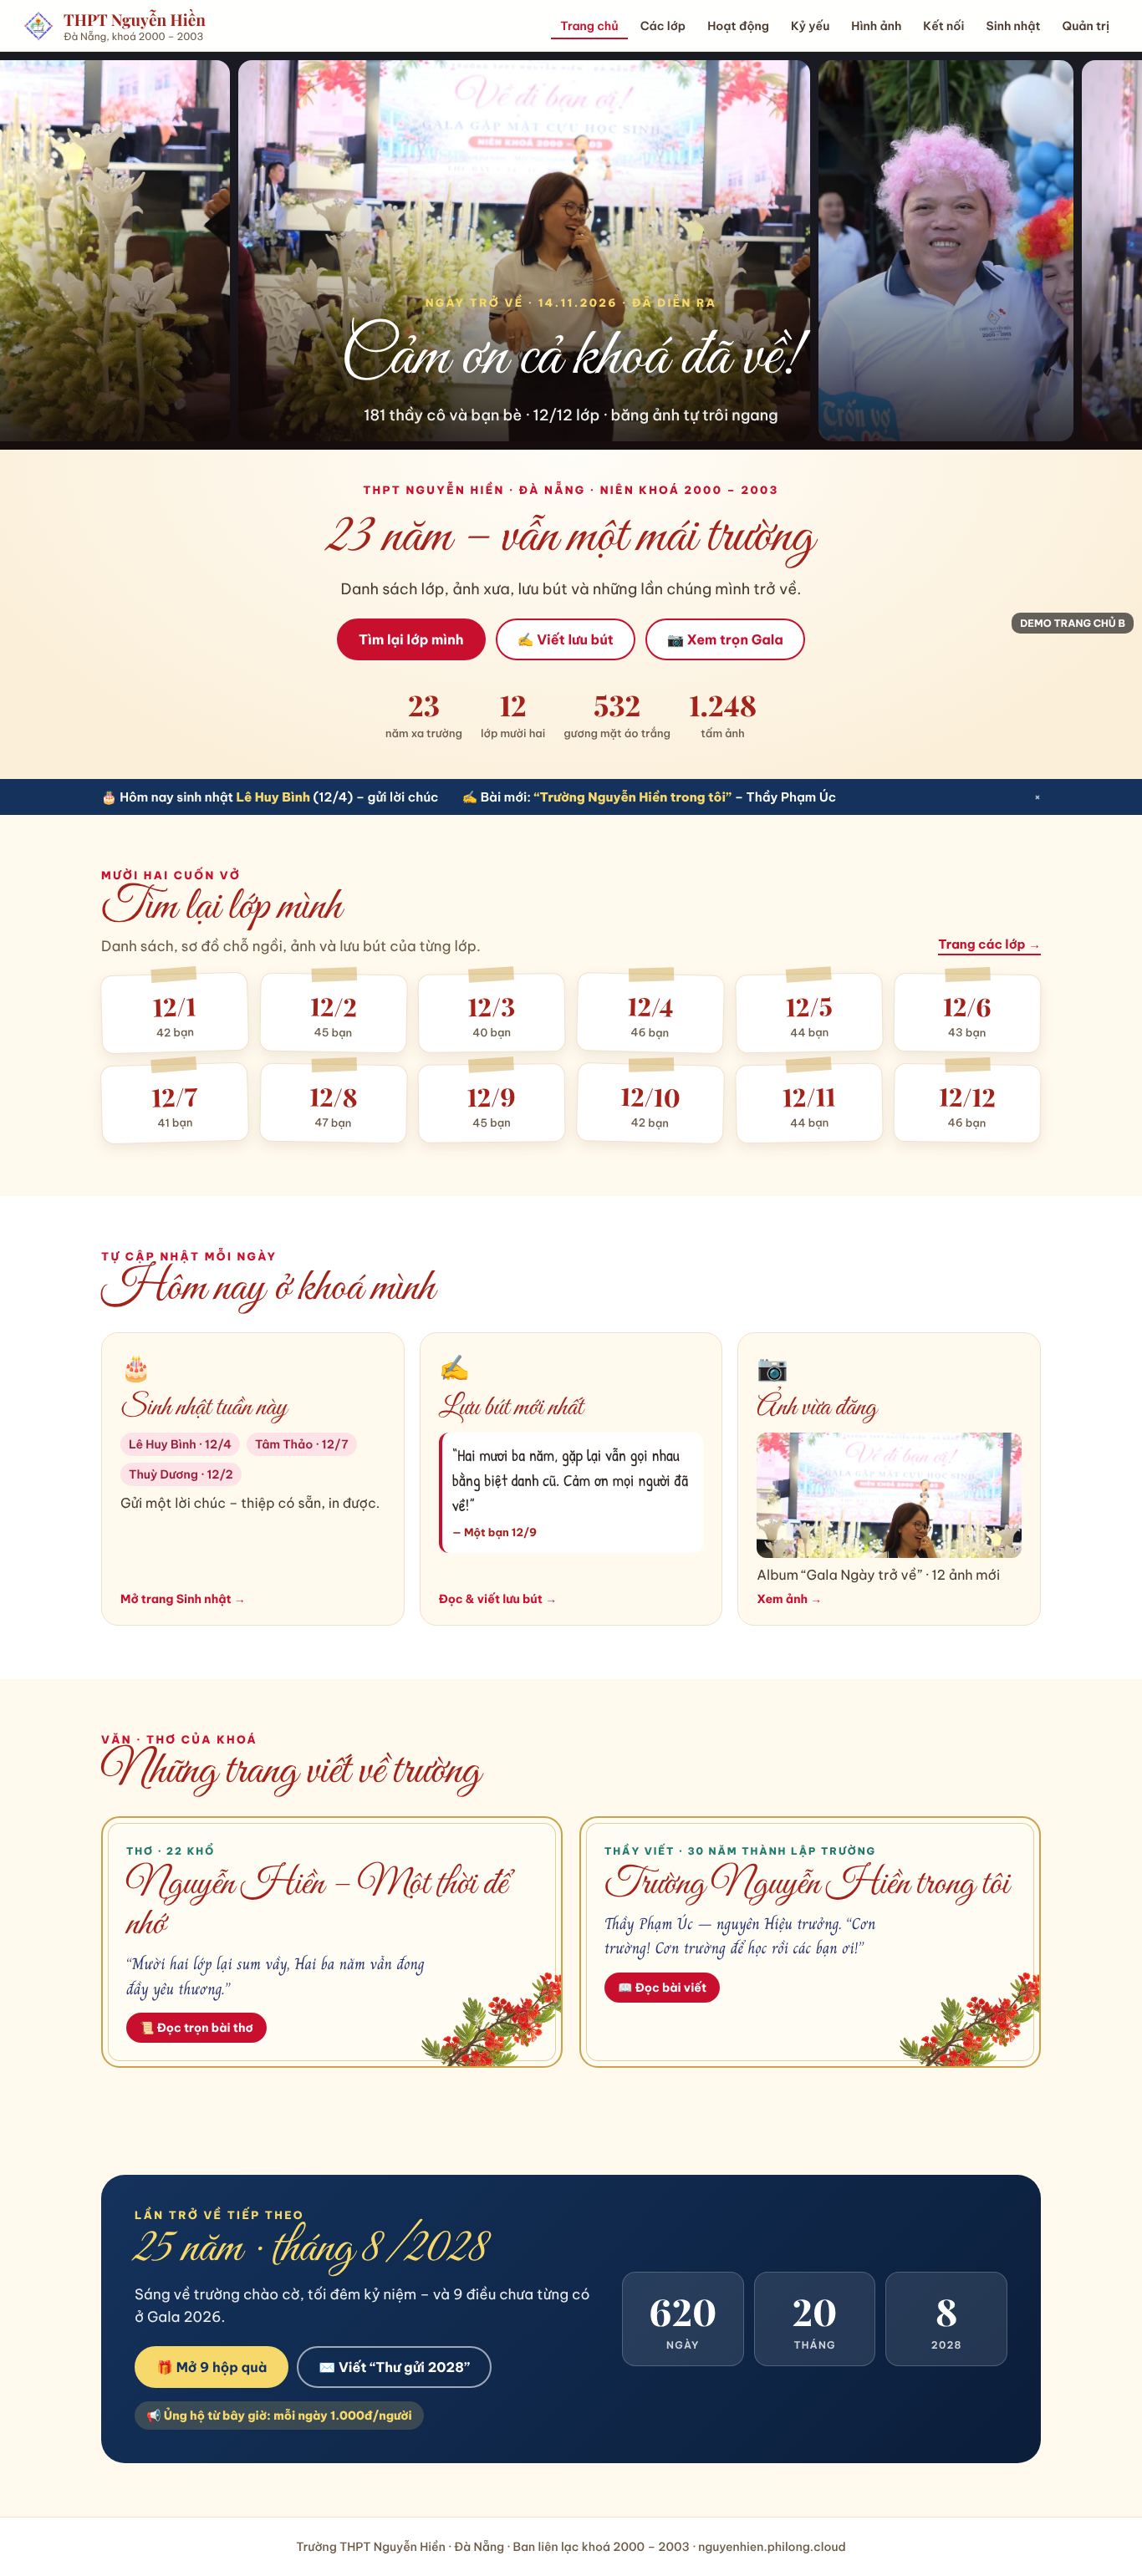 THPT Nguyễn Hiền
Đà Nẵng, khoá 2000 – 2003
Trang chủ
Các lớp
Hoạt động
Kỷ yếu
Hình ảnh
Kết nối
Sinh nhật
Quản trị
Về đi bạn ơi!
GALA GẶP MẶT CỰU HỌC SINH
NGÀY TRỞ VỀ · 14.11.2026 · ĐÃ DIỄN RA
Cảm ơn cả khoá đã về!
181 thầy cô và bạn bè · 12/12 lớp · băng ảnh tự trôi ngang
Trốn vợ
THPT NGUYỄN HIỀN · ĐÀ NẴNG · NIÊN KHOÁ 2000 – 2003
23 năm – vẫn một mái trường
Danh sách lớp, ảnh xưa, lưu bút và những lần chúng mình trở về.
DEMO TRANG CHỦ B
Tìm lại lớp mình
✍️ Viết lưu bút
📷 Xem trọn Gala
23
năm xa trường
12
lớp mười hai
532
gương mặt áo trắng
1.248
tấm ảnh
🎂 Hôm nay sinh nhật Lê Huy Bình (12/4) – gửi lời chúc
✍️ Bài mới: “Trường Nguyễn Hiền trong tôi” – Thầy Phạm Úc
×
MƯỜI HAI CUỐN VỞ
Tìm lại lớp mình
Danh sách, sơ đồ chỗ ngồi, ảnh và lưu bút của từng lớp.
Trang các lớp →
12/1
42 bạn
12/2
45 bạn
12/3
40 bạn
12/4
46 bạn
12/5
44 bạn
12/6
43 bạn
12/7
41 bạn
12/8
47 bạn
12/9
45 bạn
12/10
42 bạn
12/11
44 bạn
12/12
46 bạn
TỰ CẬP NHẬT MỖI NGÀY
Hôm nay ở khoá mình
🎂
Sinh nhật tuần này
Lê Huy Bình · 12/4
Tâm Thảo · 12/7
Thuỳ Dương · 12/2
Gửi một lời chúc – thiệp có sẵn, in được.
Mở trang Sinh nhật →
✍️
Lưu bút mới nhất
“Hai mươi ba năm, gặp lại vẫn gọi nhau
bằng biệt danh cũ. Cảm ơn mọi người đã
về!”
— Một bạn 12/9
Đọc & viết lưu bút →
📷
Ảnh vừa đăng
Về đi bạn ơi!
GALA GẶP MẶT CỰU HỌC SINH
Album “Gala Ngày trở về” · 12 ảnh mới
Xem ảnh →
VĂN · THƠ CỦA KHOÁ
Những trang viết về trường
THƠ · 22 KHỔ
Nguyễn Hiền – Một thời để
nhớ
“Mười hai lớp lại sum vầy, Hai ba năm vẫn đong
đầy yêu thương.”
📜 Đọc trọn bài thơ
THẦY VIẾT · 30 NĂM THÀNH LẬP TRƯỜNG
Trường Nguyễn Hiền trong tôi
Thầy Phạm Úc — nguyên Hiệu trưởng. “Cơn
trường! Cơn trường để học rồi các bạn ơi!”
📖 Đọc bài viết
LẦN TRỞ VỀ TIẾP THEO
25 năm · tháng 8/2028
Sáng về trường chào cờ, tối đêm kỷ niệm – và 9 điều chưa từng có
ở Gala 2026.
🎁 Mở 9 hộp quà
✉️ Viết “Thư gửi 2028”
📢 Ủng hộ từ bây giờ: mỗi ngày 1.000đ/người
620
NGÀY
20
THÁNG
8
2028
Trường THPT Nguyễn Hiền · Đà Nẵng · Ban liên lạc khoá 2000 – 2003 · nguyenhien.philong.cloud